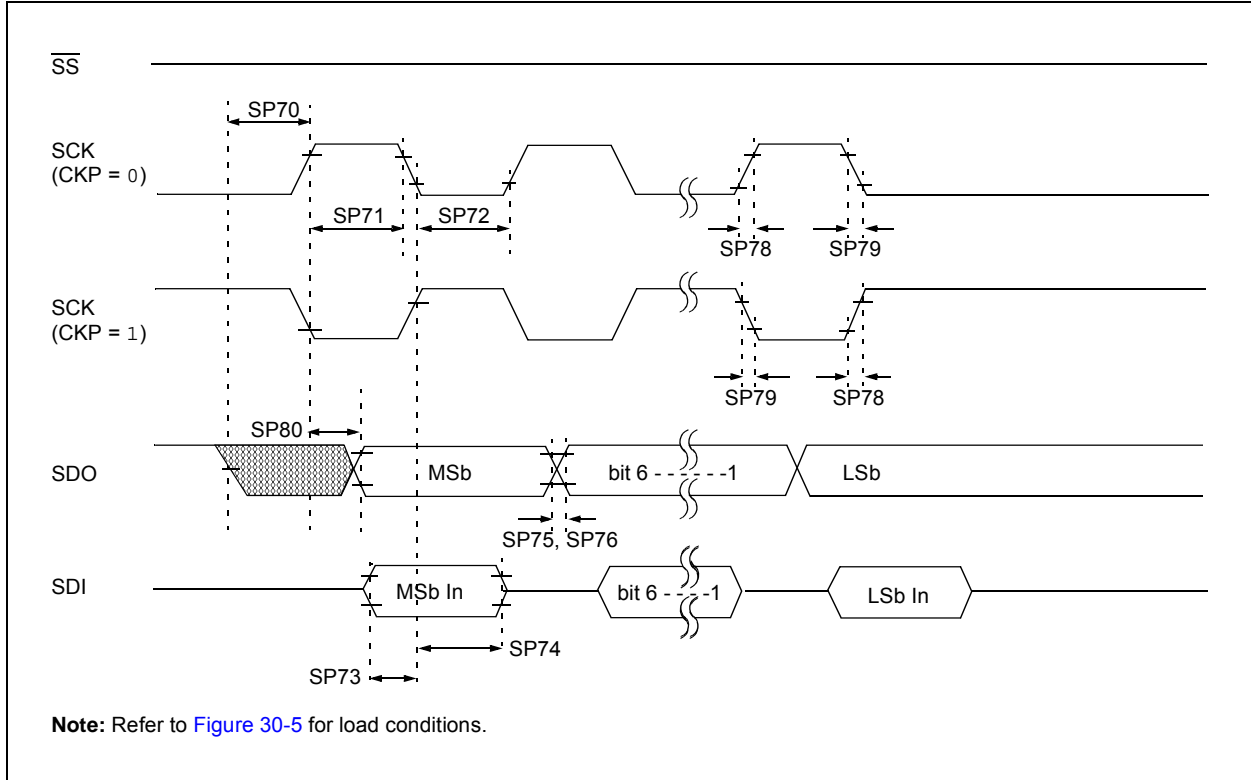 SS
SP70
SCK
(CKP = 0)
SP71
SP72
SP78
SP79
SCK
(CKP = 1)
SP79
SP78
SP80
SDO
MSb
bit 6 - - - - - -1
LSb
SP75, SP76
SDI
MSb In
bit 6 - - - -1
LSb In
SP74
SP73
Note: Refer to Figure 30-5 for load conditions.